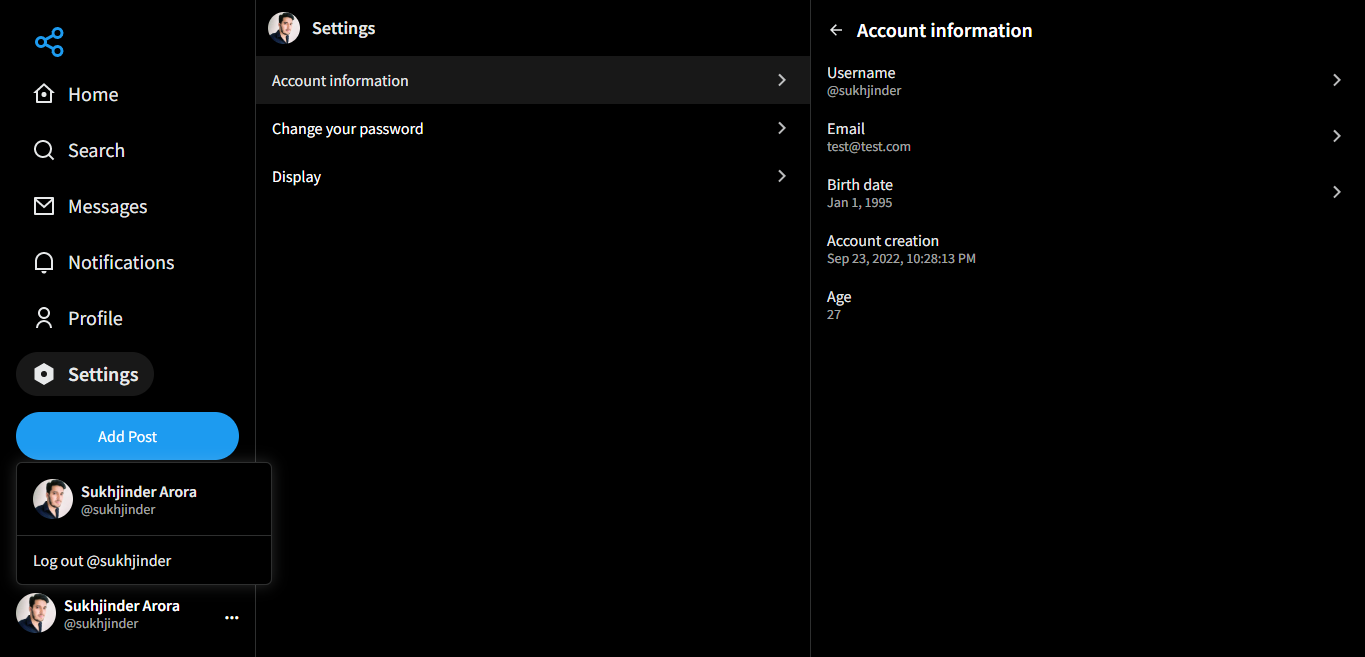 Home
Search
Messages
Notifications
Profile
Settings
Add Post
Sukhjinder Arora
@sukhjinder
Log out @sukhjinder
Sukhjinder Arora
@sukhjinder
Settings
Account information
Change your password
Display
Account information
Username
@sukhjinder
Email
test@test.com
Birth date
Jan 1, 1995
Account creation
Sep 23, 2022, 10:28:13 PM
Age
27